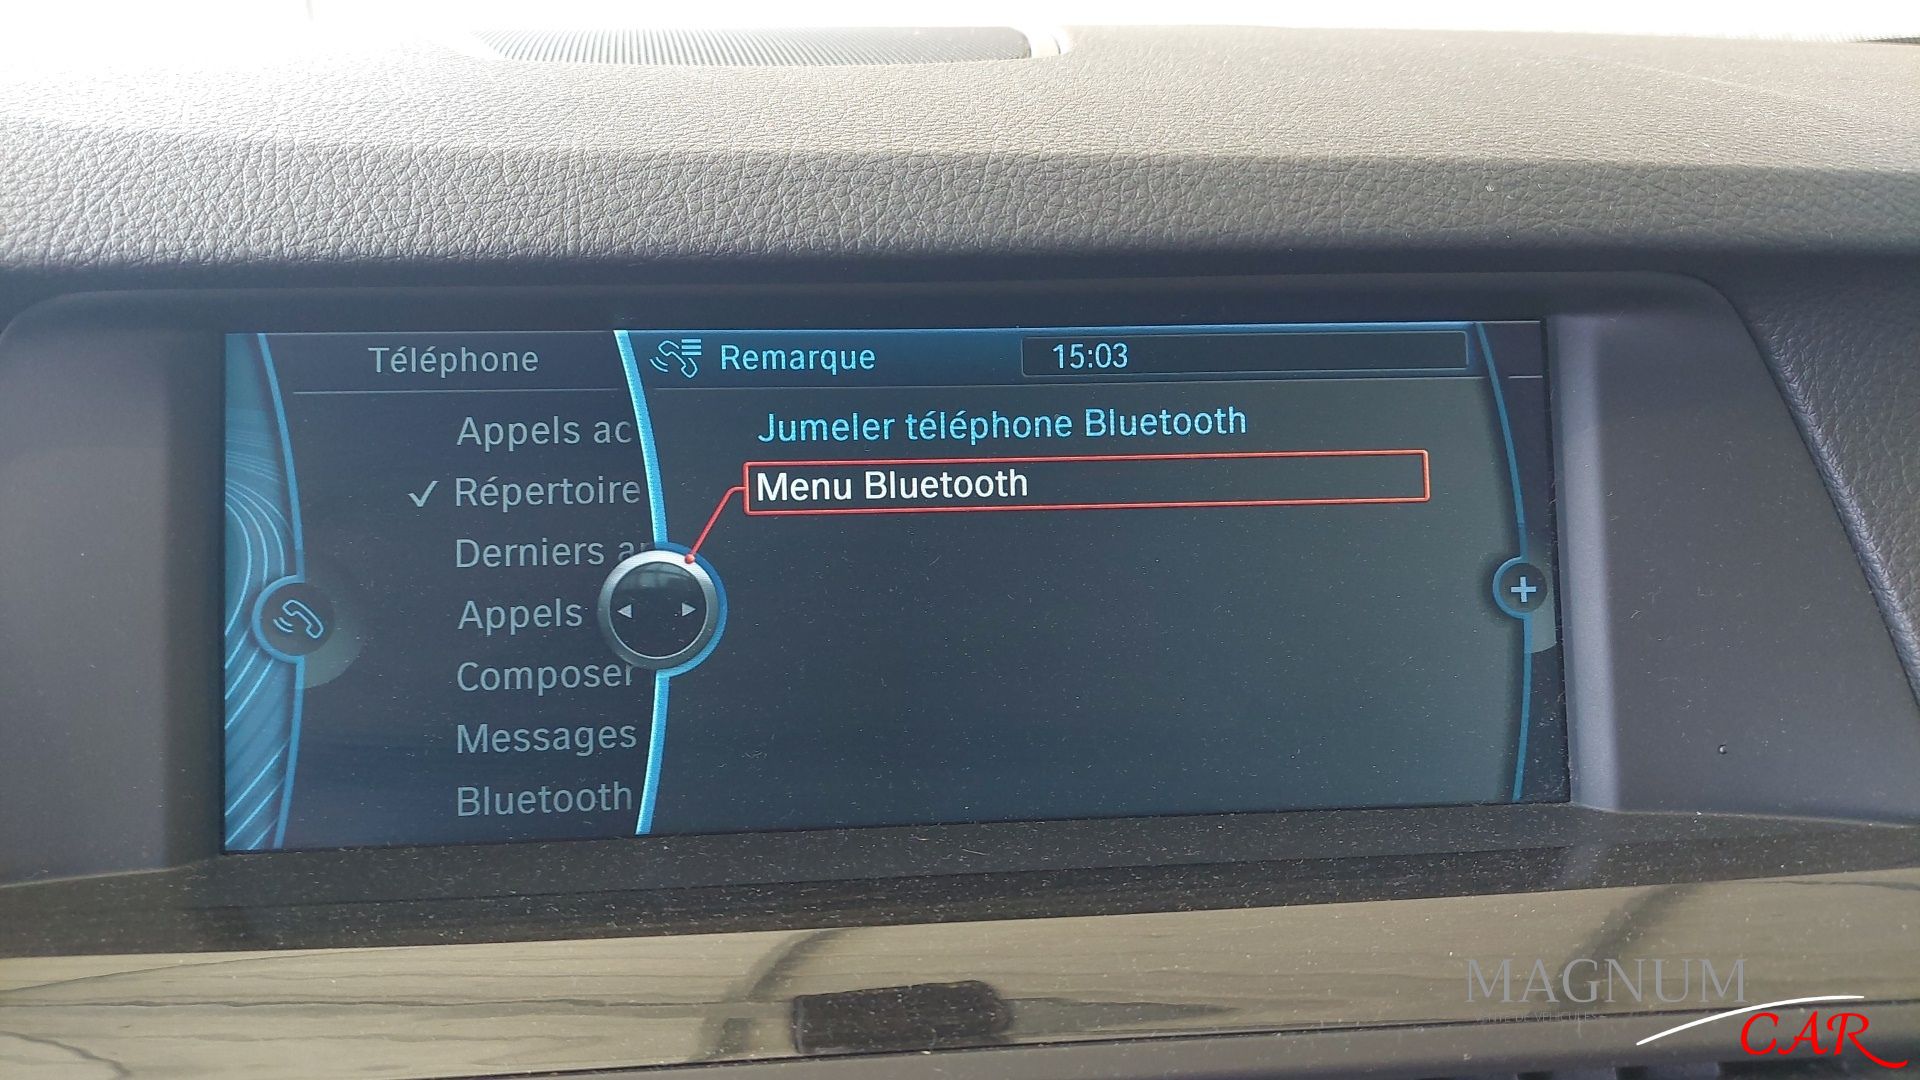 Téléphone
Appels ac
Répertoire
Derniers
Appels
Composer
Messages
Bluetooth
Remarque
15:03
Jumeler téléphone Bluetooth
Menu Bluetooth
MAGNUM
CAR